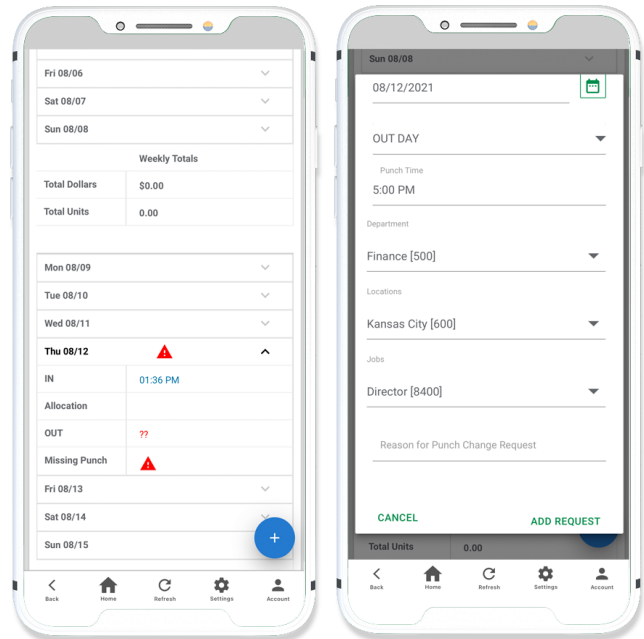 Fri 08/06
Sat 08/07
Sun 08/08
Weekly Totals
Total Dollars $0.00
Total Units 0.00
Mon 08/09
Tue 08/10
Wed 08/11
Thu 08/12
IN 01:36 PM
Allocation
OUT ??
Missing Punch
Fri 08/13
Sat 08/14
Sun 08/15
+
Back Home Refresh Settings Account
Sun 08/08
08/12/2021
OUT DAY
Punch Time
5:00 PM
Department
Finance [500]
Locations
Kansas City [600]
Jobs
Director [8400]
Reason for Punch Change Request
CANCEL ADD REQUEST
Total Units 0.00
Back Home Refresh Settings Account